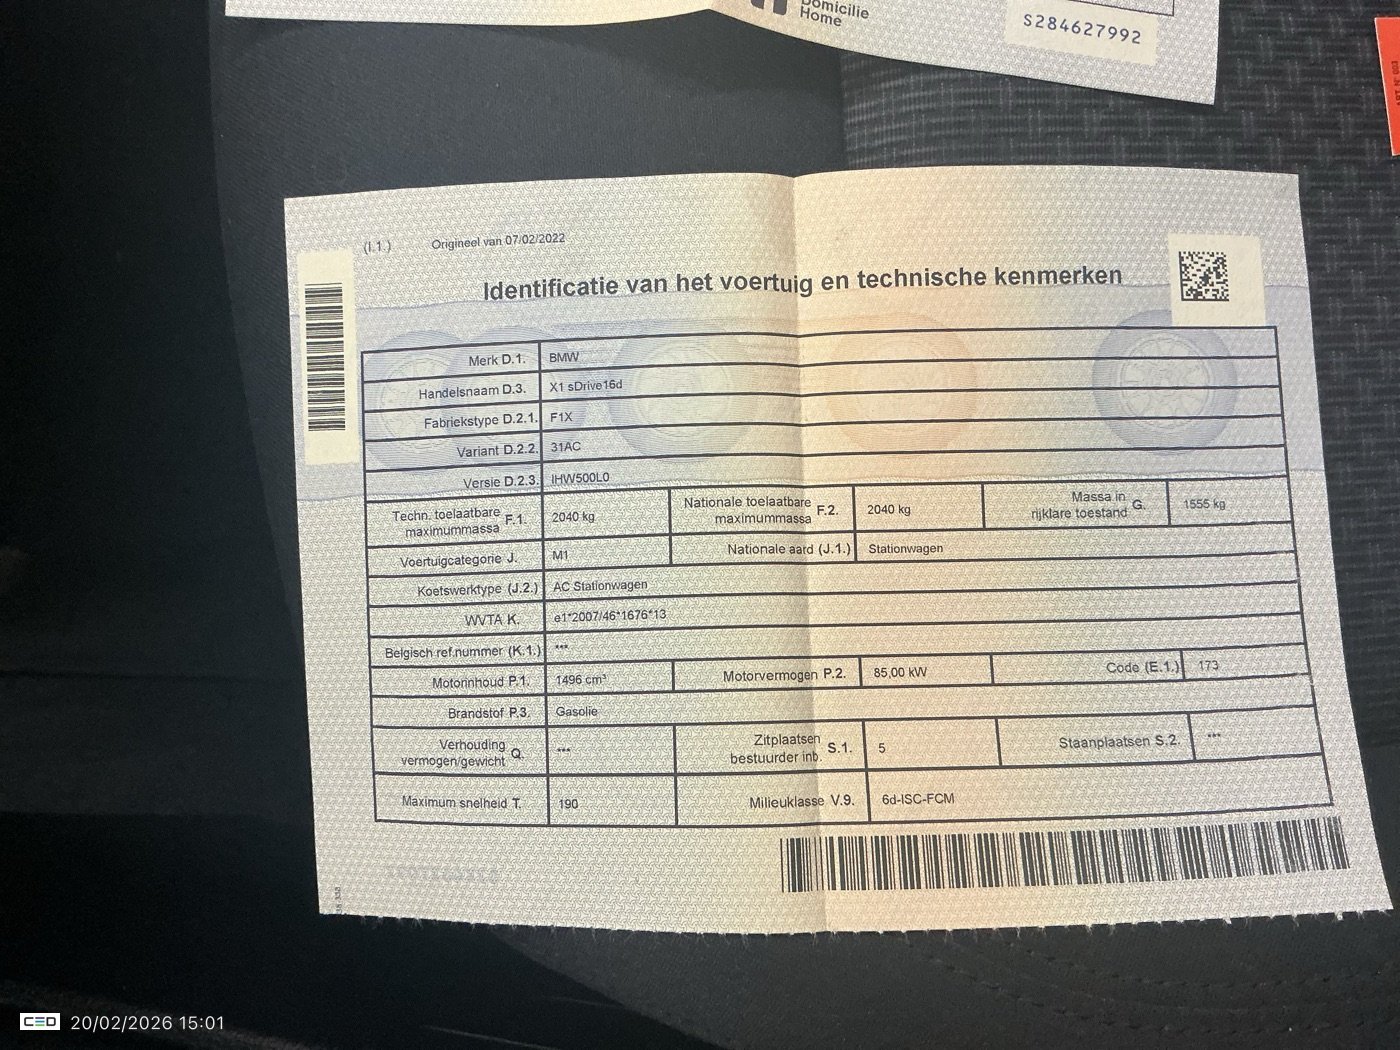 Domicilie
Home
S284627992
(I.1.) Origineel van 07/02/2022
Identificatie van het voertuig en technische kenmerken
Merk D.1. BMW
Handelsnaam D.3. X1 sDrive16d
Fabriekstype D.2.1. F1X
Variant D.2.2. 31AC
Versie D.2.3. IHW500L0
Techn. toelaatbare maximummassa F.1. 2040 kg Nationale toelaatbare maximummassa F.2. 2040 kg Massa in rijklare toestand G. 1555 kg
Voertuigcategorie J. M1 Nationale aard (J.1.) Stationwagen
Koetswerktype (J.2.) AC Stationwagen
WVTA K. e1*2007/46*1676*13
Belgisch ref.nummer (K.1.) ***
Motorinhoud P.1. 1496 cm³ Motorvermogen P.2. 85,00 kW Code (E.1.) 173
Brandstof P.3. Gasolie
Verhouding vermogen/gewicht Q. *** Zitplaatsen bestuurder inb. S.1. 5 Staanplaatsen S.2. ***
Maximum snelheid T. 190 Milieuklasse V.9. 6d-ISC-FCM
CED 20/02/2026 15:01